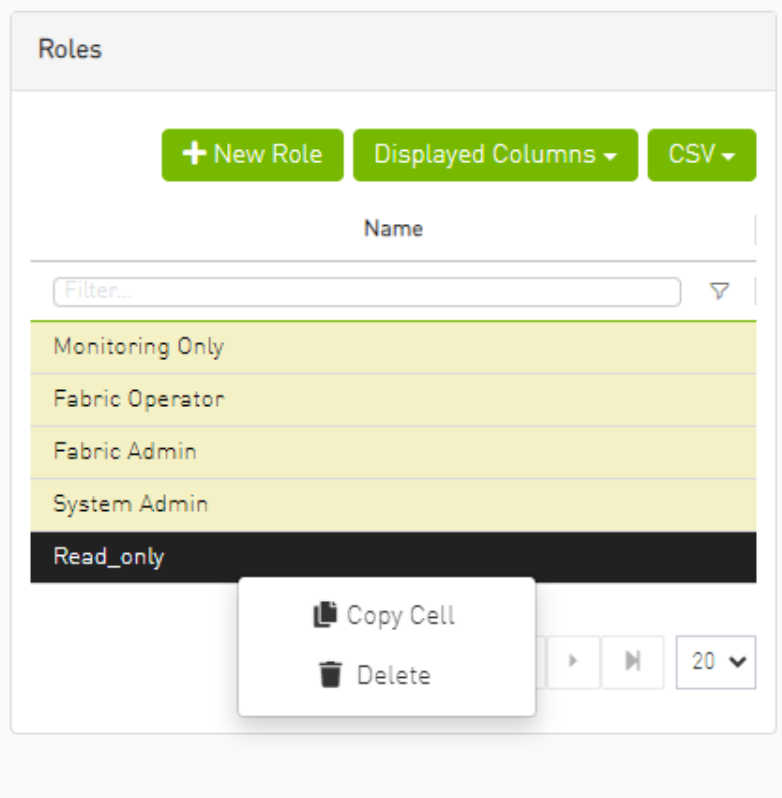 Roles
New Role Displayed Columns CSV
Name
Filter...
Monitoring Only
Fabric Operator
Fabric Admin
System Admin
Read_only
Copy Cell
20
Delete